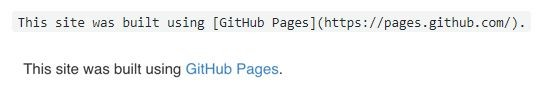 This site was built using [GitHub Pages](https://pages.github.com/).
This site was built using GitHub Pages.